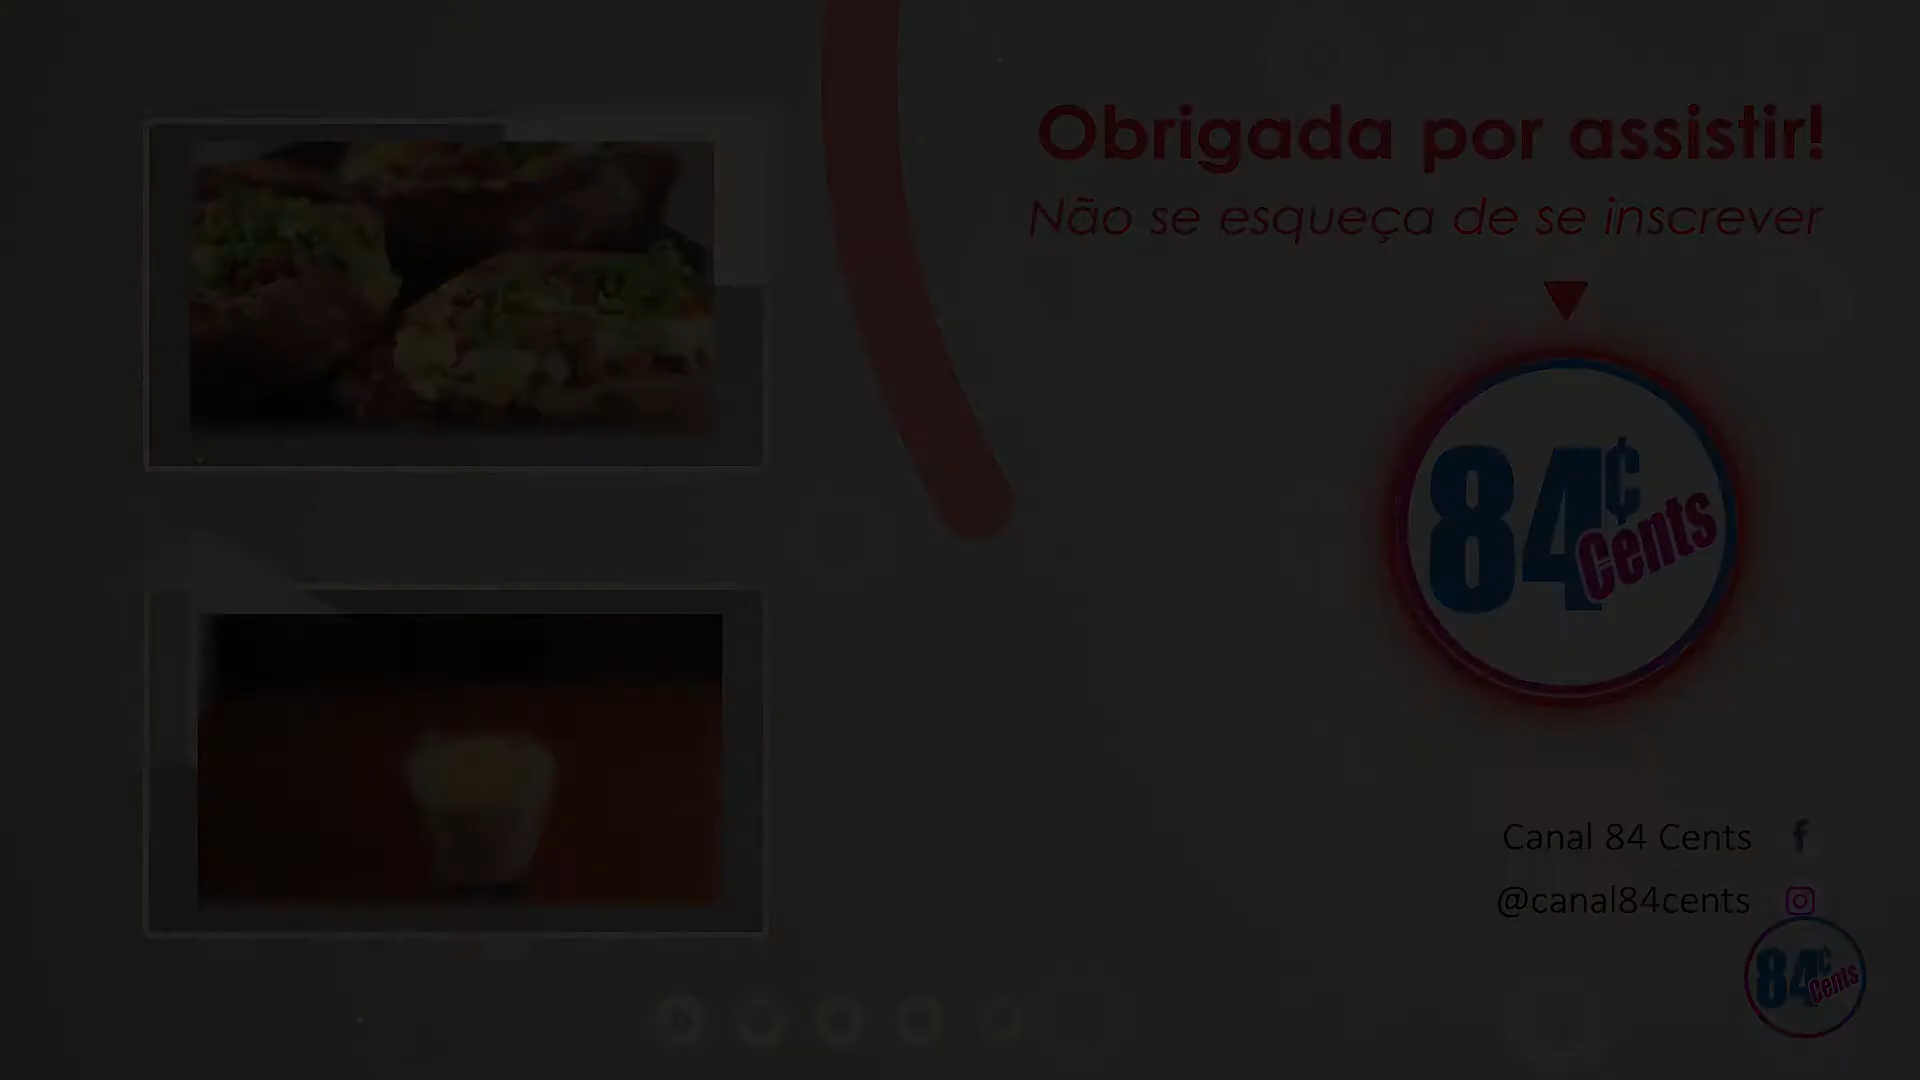 Obrigada por assistir!
Não se esqueça de se inscrever
84¢
Cents
Canal 84 Cents
@canal84cents
84¢
Cents